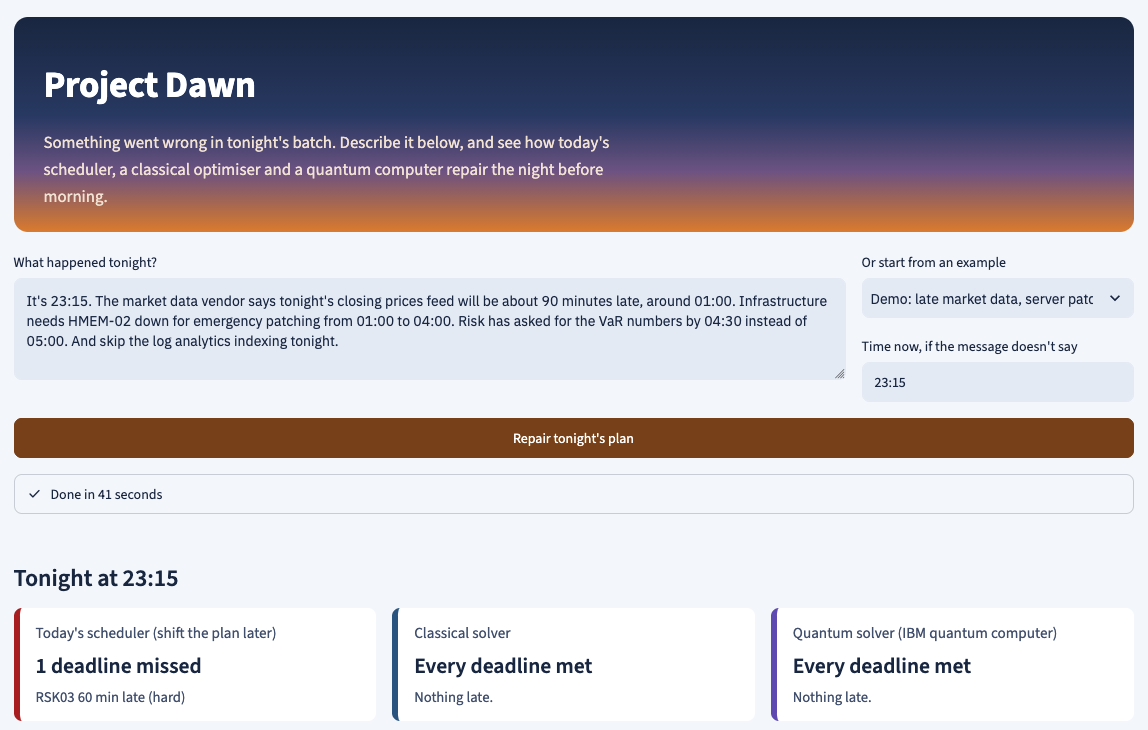 Project Dawn
Something went wrong in tonight's batch. Describe it below, and see how today's
scheduler, a classical optimiser and a quantum computer repair the night before
morning.
What happened tonight?
It's 23:15. The market data vendor says tonight's closing prices feed will be about 90 minutes late, around 01:00. Infrastructure
needs HMEM-02 down for emergency patching from 01:00 to 04:00. Risk has asked for the VaR numbers by 04:30 instead of
05:00. And skip the log analytics indexing tonight.
Or start from an example
Demo: late market data, server patc
Time now, if the message doesn't say
23:15
Repair tonight's plan
Done in 41 seconds
Tonight at 23:15
Today's scheduler (shift the plan later)
1 deadline missed
RSK03 60 min late (hard)
Classical solver
Every deadline met
Nothing late.
Quantum solver (IBM quantum computer)
Every deadline met
Nothing late.